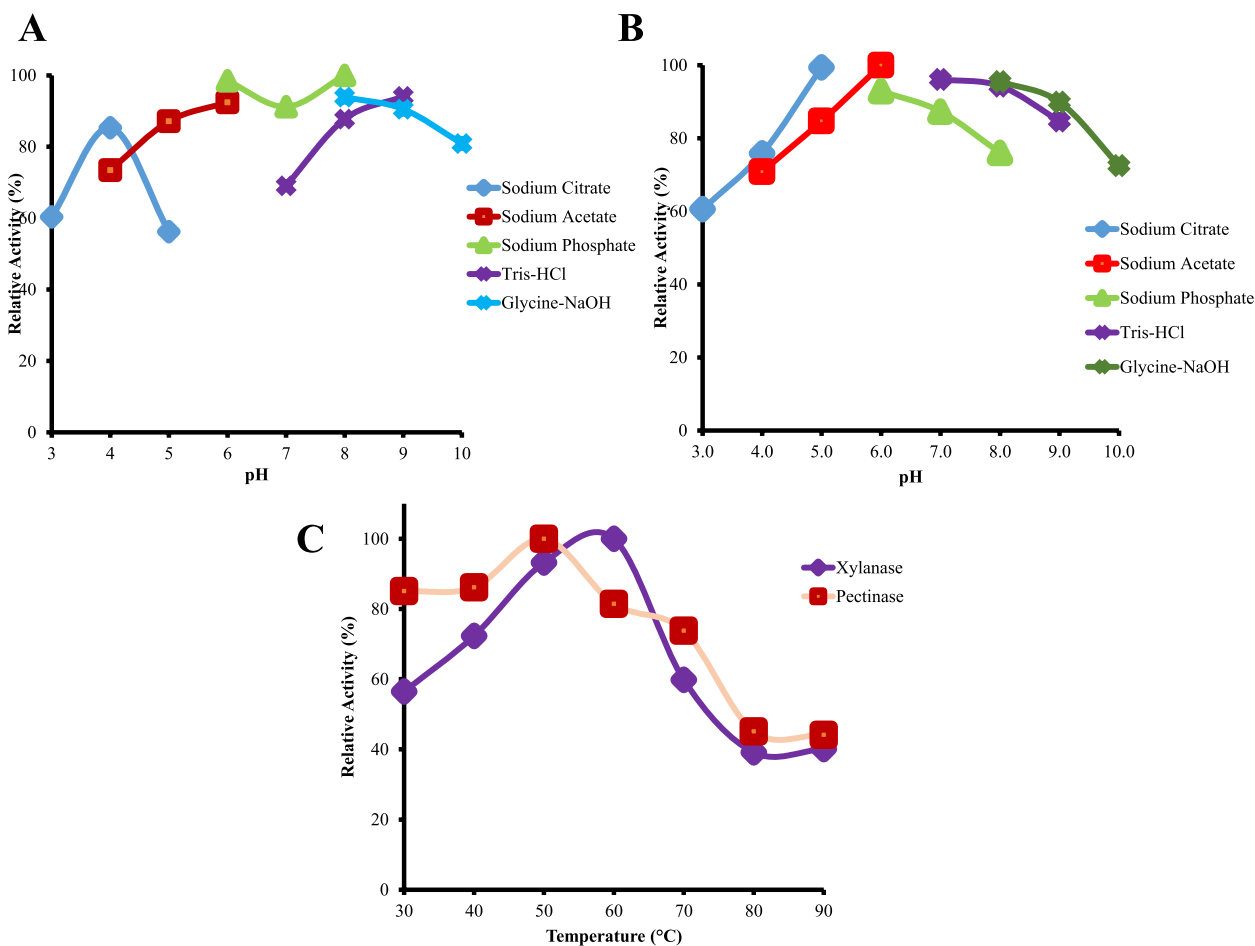 A
100
80
60
40
20
0
3 4 5 6 7 8 9 10
Relative Activity (%)
pH
Sodium Citrate
Sodium Acetate
Sodium Phosphate
Tris-HCl
Glycine-NaOH
B
100
80
60
40
20
0
3.0 4.0 5.0 6.0 7.0 8.0 9.0 10.0
Relative Activity (%)
pH
Sodium Citrate
Sodium Acetate
Sodium Phosphate
Tris-HCl
Glycine-NaOH
C
100
80
60
40
20
0
30 40 50 60 70 80 90
Relative Activity (%)
Temperature (°C)
Xylanase
Pectinase